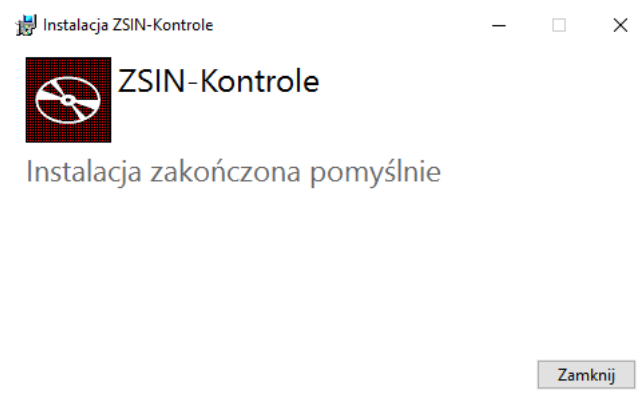 Instalacja ZSIN-Kontrole
ZSIN-Kontrole
Instalacja zakończona pomyślnie
Zamknij